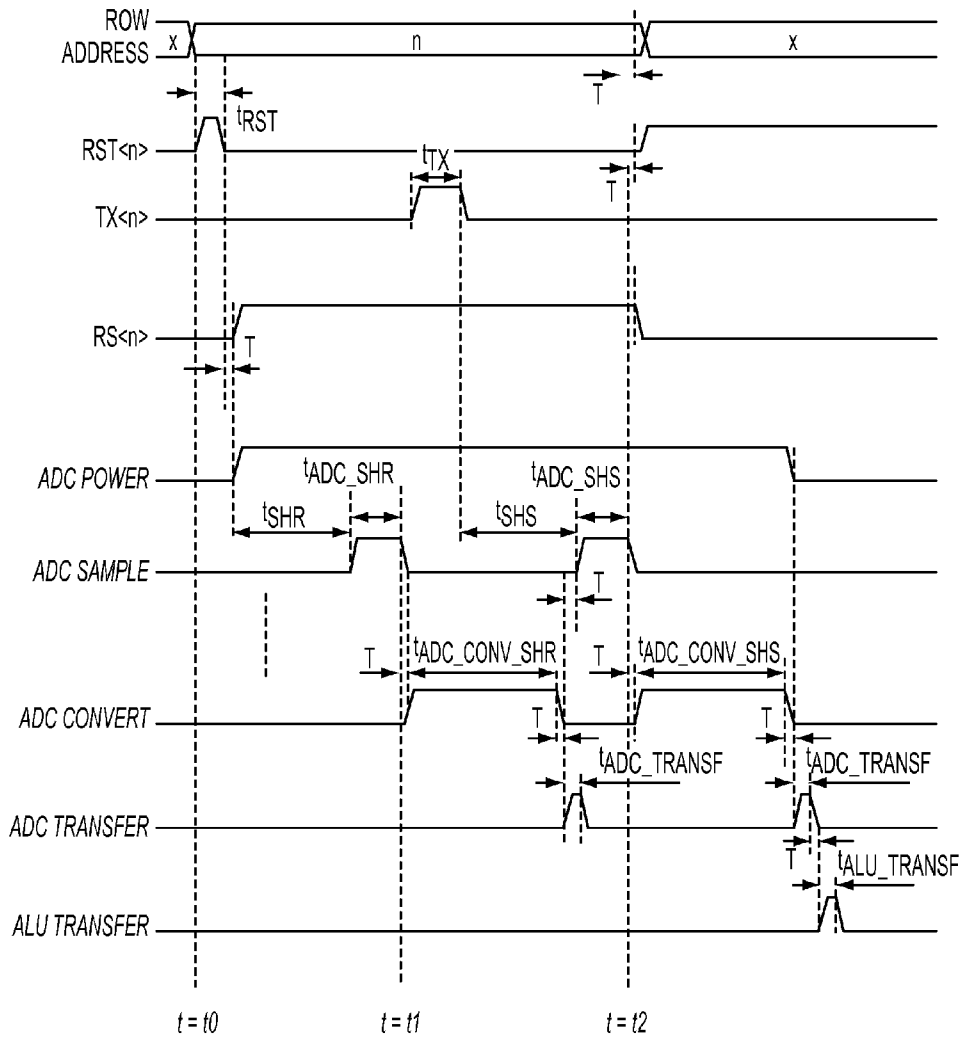 ROW
ADDRESS x n x
T
tRST
RST<n>
tTX
T
TX<n>
RS<n>
T
ADC POWER
tADC_SHR tADC_SHS
tSHR tSHS
ADC SAMPLE
T
T tADC_CONV_SHR T tADC_CONV_SHS
ADC CONVERT
T T
tADC_TRANSF tADC_TRANSF
ADC TRANSFER
T tALU_TRANSF
ALU TRANSFER
t = t0 t = t1 t = t2